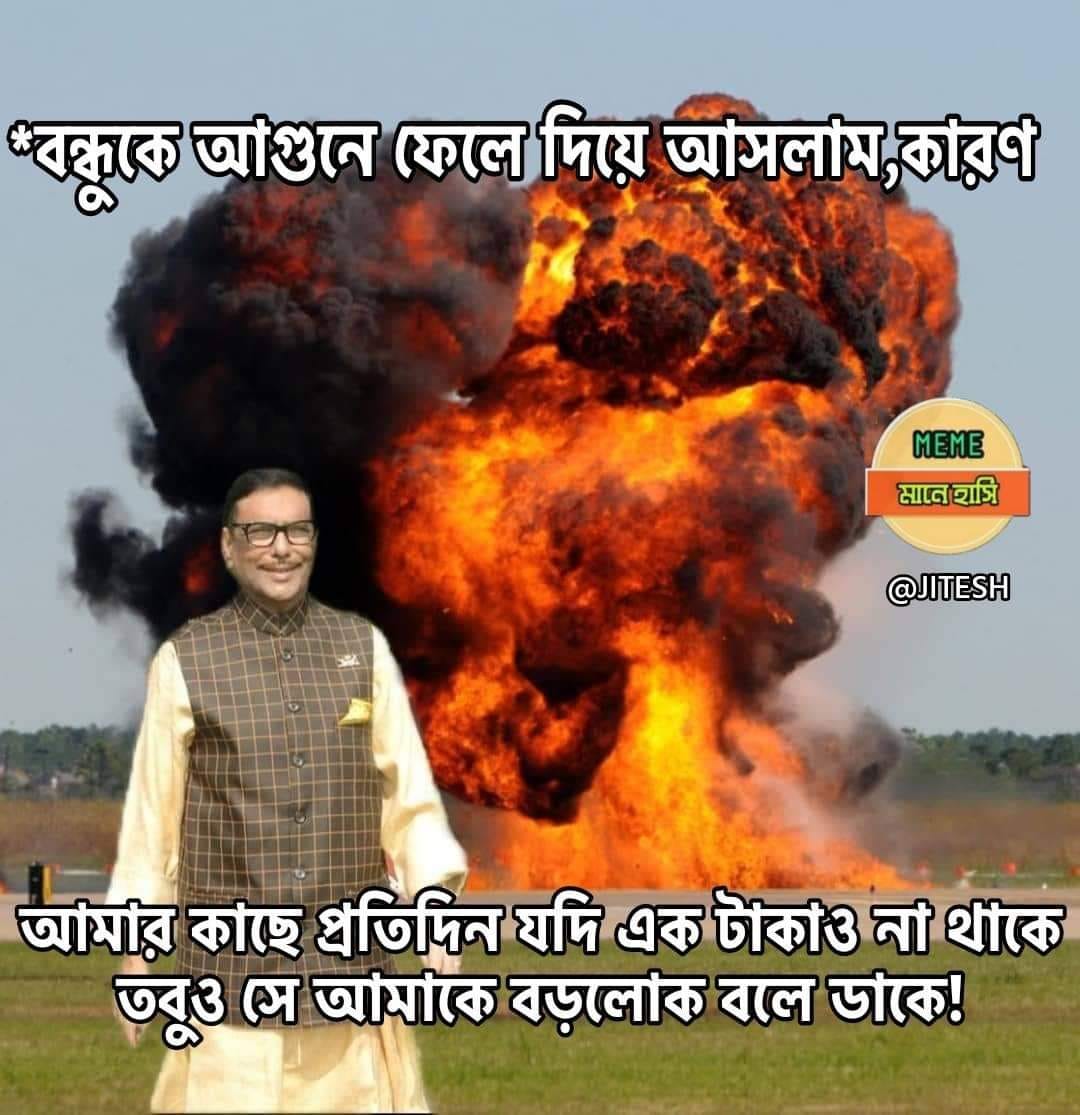 *বন্ধুকে আগুনে ফেলে দিয়ে আসলাম,কারণ
MEME
মানে হাসি
@JITESH
আমার কাছে প্রতিদিন যদি এক টাকাও না থাকে
তবুও সে আমাকে বড়লোক বলে ডাকে!